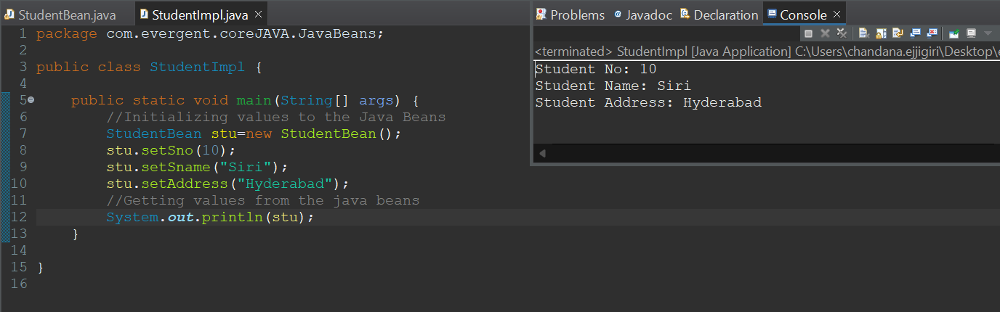 StudentBean.java StudentImpl.java
1 package com.evergent.coreJAVA.JavaBeans;
2
3 public class StudentImpl {
4
5 public static void main(String[] args) {
6 //Initializing values to the Java Beans
7 StudentBean stu=new StudentBean();
8 stu.setSno(10);
9 stu.setSname("Siri");
10 stu.setAddress("Hyderabad");
11 //Getting values from the java beans
12 System.out.println(stu);
13 }
14
15 }
16
Problems Javadoc Declaration Console
<terminated> StudentImpl [Java Application] C:\Users\chandana.ejjigiri\Desktop\e
Student No: 10
Student Name: Siri
Student Address: Hyderabad